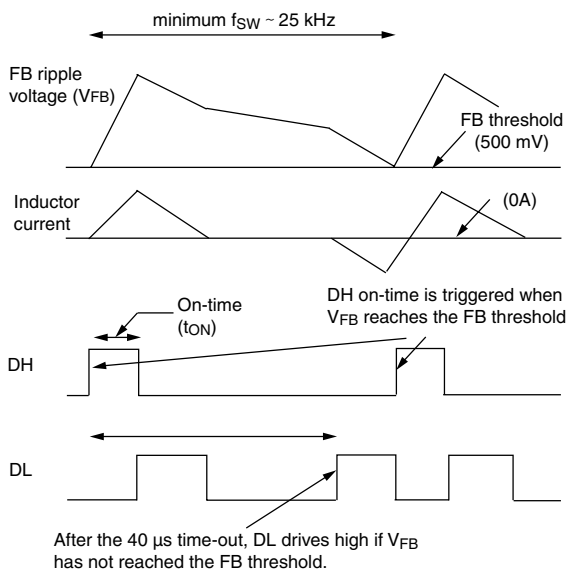 minimum fSW ~ 25 kHz
FB ripple
voltage (VFB)
FB threshold
(500 mV)
Inductor
current
(0A)
DH on-time is triggered when
VFB reaches the FB threshold
On-time
(tON)
DH
DL
After the 40 µs time-out, DL drives high if VFB
has not reached the FB threshold.